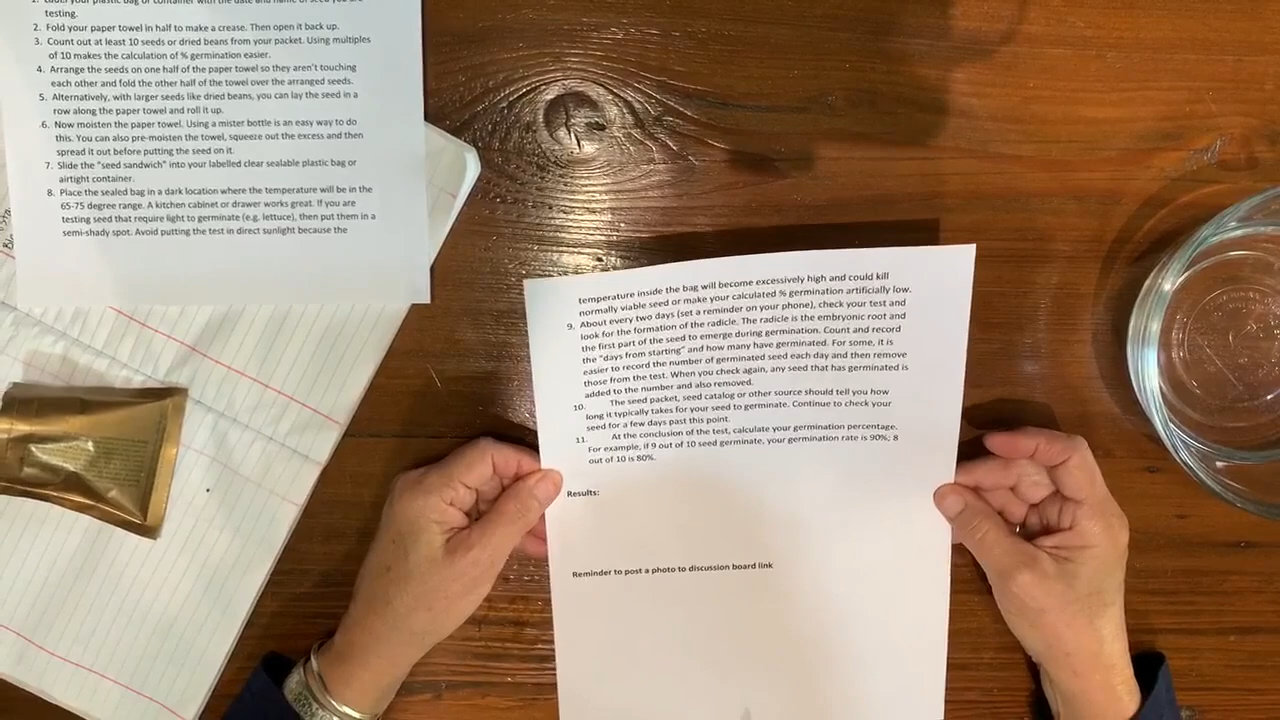 1. Label your plastic bag or container with the date and name of seed you are
testing.
2. Fold your paper towel in half to make a crease. Then open it back up.
3. Count out at least 10 seeds or dried beans from your packet. Using multiples
of 10 makes the calculation of % germination easier.
4. Arrange the seeds on one half of the paper towel so they aren't touching
each other and fold the other half of the towel over the arranged seeds.
5. Alternatively, with larger seeds like dried beans, you can lay the seed in a
row along the paper towel and roll it up.
6. Now moisten the paper towel. Using a mister bottle is an easy way to do
this. You can also pre-moisten the towel, squeeze out the excess and then
spread it out before putting the seed on it.
7. Slide the "seed sandwich" into your labelled clear sealable plastic bag or
airtight container.
8. Place the sealed bag in a dark location where the temperature will be in the
65-75 degree range. A kitchen cabinet or drawer works great. If you are
testing seed that require light to germinate (e.g. lettuce), then put them in a
semi-shady spot. Avoid putting the test in direct sunlight because the
temperature inside the bag will become excessively high and could kill
normally viable seed or make your calculated % germination artificially low.
9. About every two days (set a reminder on your phone), check your test and
look for the formation of the radicle. The radicle is the embryonic root and
the first part of the seed to emerge during germination. Count and record
the "days from starting" and how many have germinated. For some, it is
easier to record the number of germinated seed each day and then remove
those from the test. When you check again, any seed that has germinated is
added to the number and also removed.
10. The seed packet, seed catalog or other source should tell you how
long it typically takes for your seed to germinate. Continue to check your
seed for a few days past this point.
11. At the conclusion of the test, calculate your germination percentage.
For example, if 9 out of 10 seed germinate, your germination rate is 90%; 8
out of 10 is 80%.
Results:
Reminder to post a photo to discussion board link